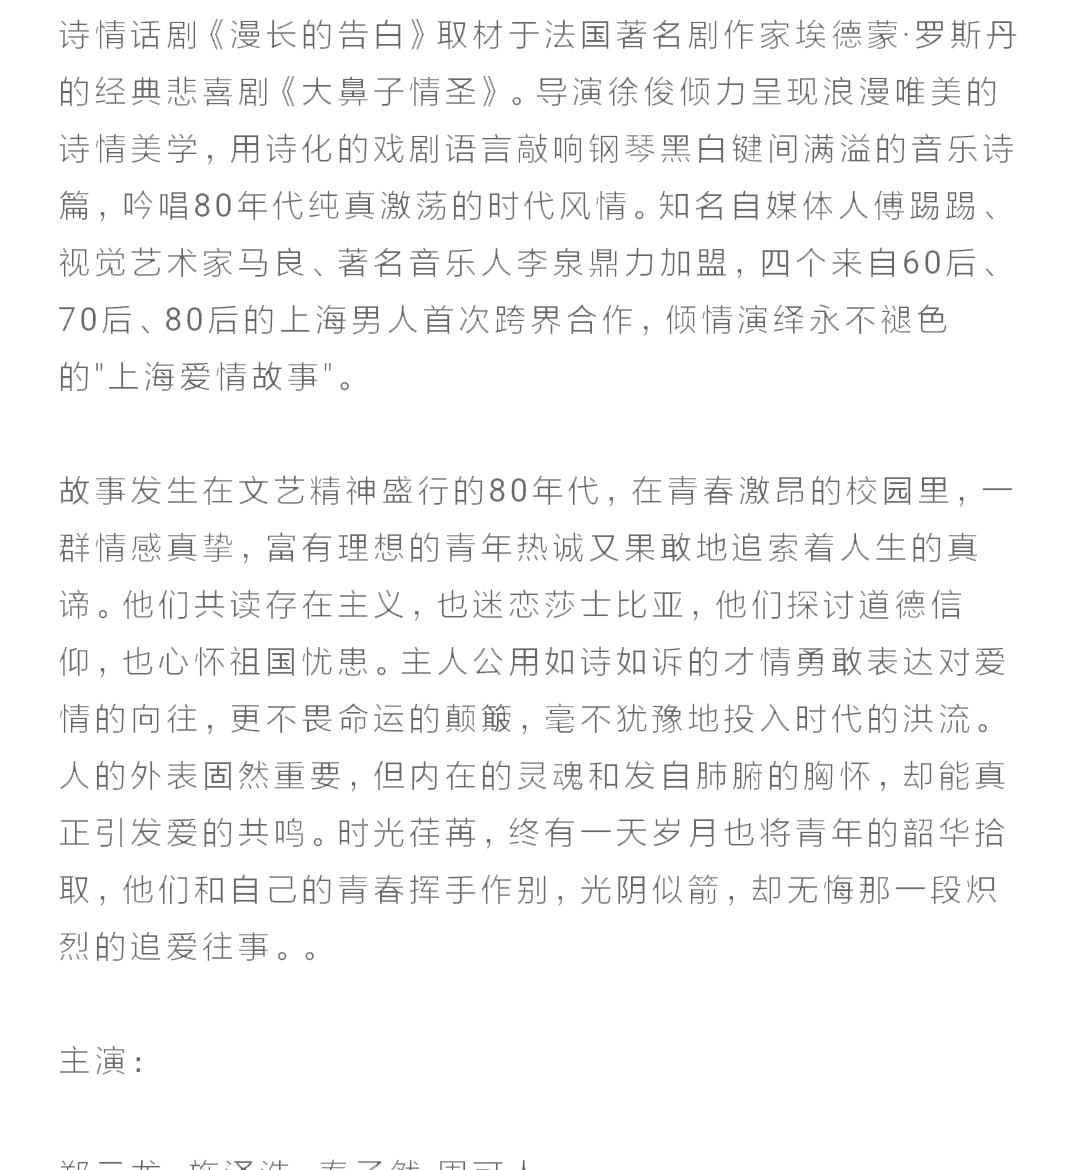 诗情话剧《漫长的告白》取材于法国著名剧作家埃德蒙·罗斯丹
的经典悲喜剧《大鼻子情圣》。导演徐俊倾力呈现浪漫唯美的
诗情美学，用诗化的戏剧语言敲响钢琴黑白键间满溢的音乐诗
篇，吟唱80年代纯真激荡的时代风情。知名自媒体人傅踢踢、
视觉艺术家马良、著名音乐人李泉鼎力加盟，四个来自60后、
70后、80后的上海男人首次跨界合作，倾情演绎永不褪色
的"上海爱情故事"。
故事发生在文艺精神盛行的80年代，在青春激昂的校园里，一
群情感真挚，富有理想的青年热诚又果敢地追索着人生的真
谛。他们共读存在主义，也迷恋莎士比亚，他们探讨道德信
仰，也心怀祖国忧患。主人公用如诗如诉的才情勇敢表达对爱
情的向往，更不畏命运的颠簸，毫不犹豫地投入时代的洪流。
人的外表固然重要，但内在的灵魂和发自肺腑的胸怀，却能真
正引发爱的共鸣。时光荏苒，终有一天岁月也将青年的韶华拾
取，他们和自己的青春挥手作别，光阴似箭，却无悔那一段炽
烈的追爱往事。。
主演：